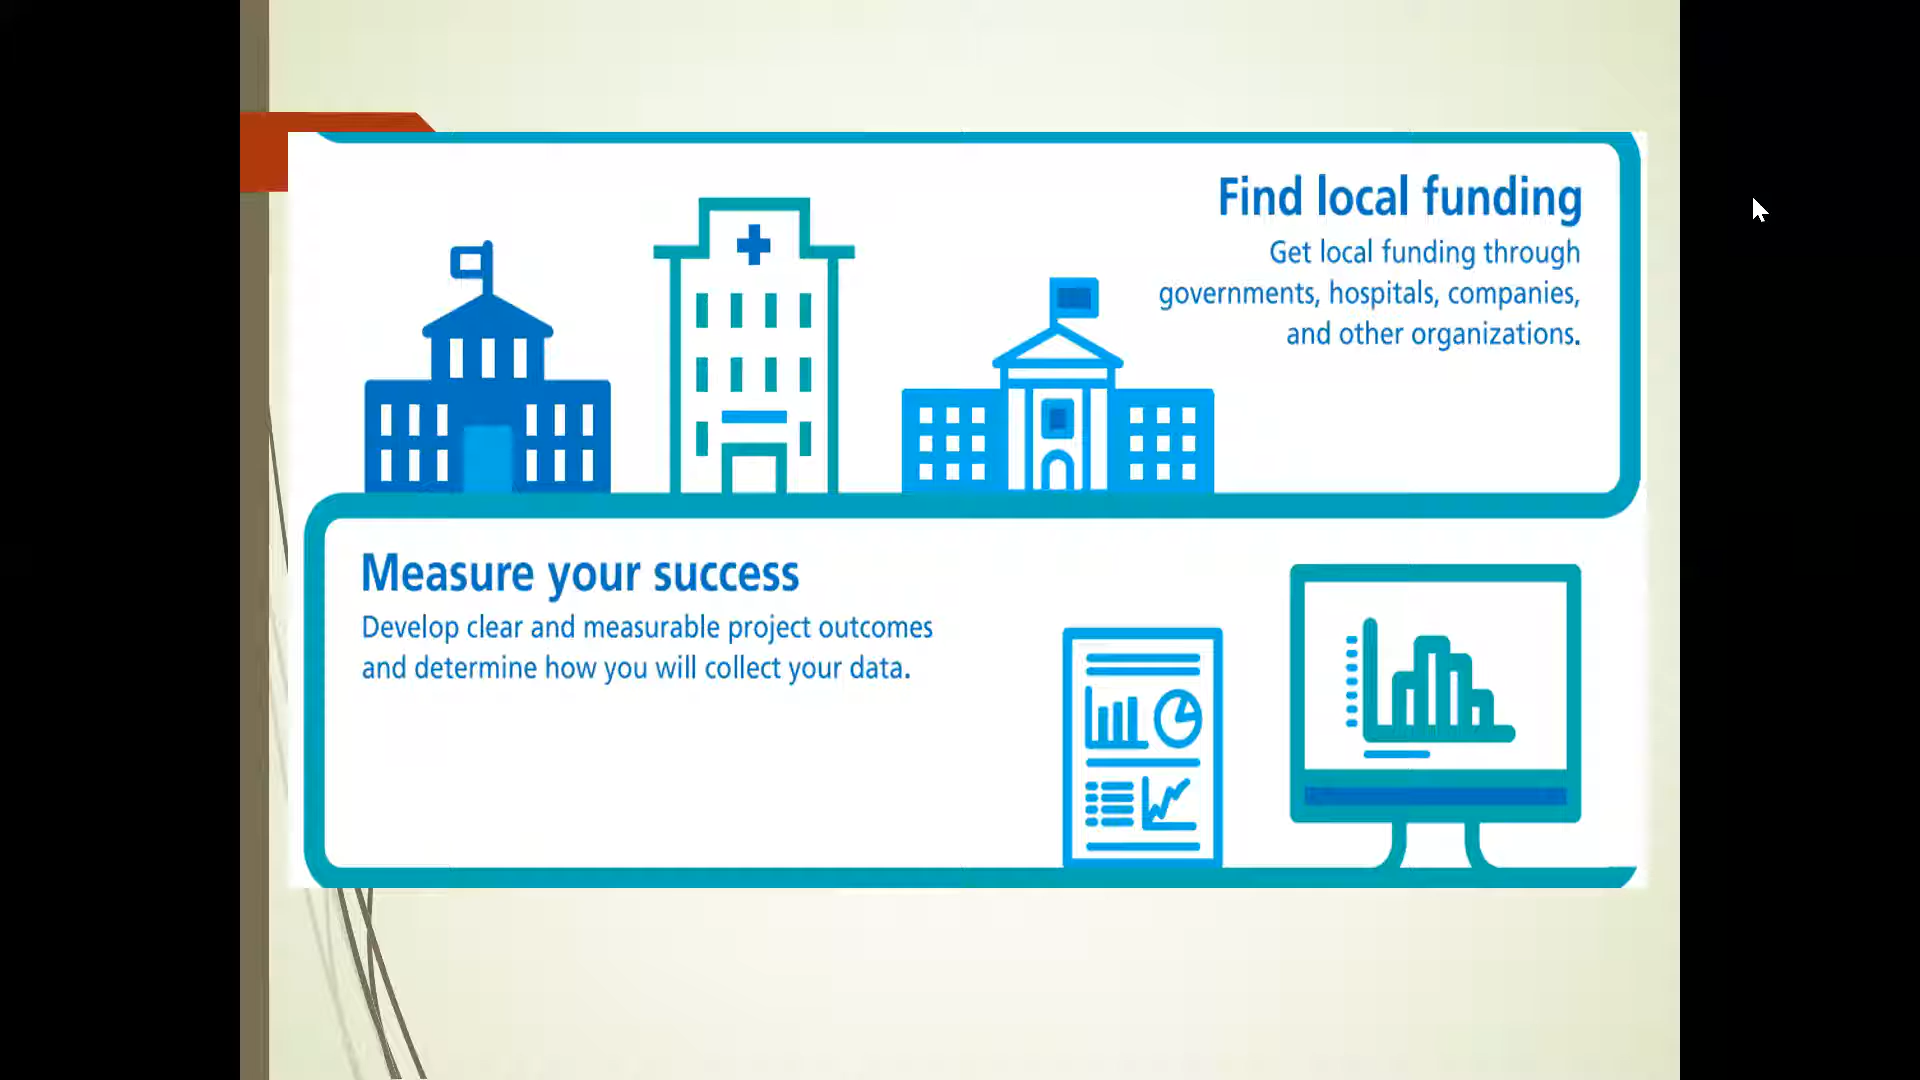 Find local funding
Get local funding through
governments, hospitals, companies,
and other organizations.
Measure your success
Develop clear and measurable project outcomes
and determine how you will collect your data.